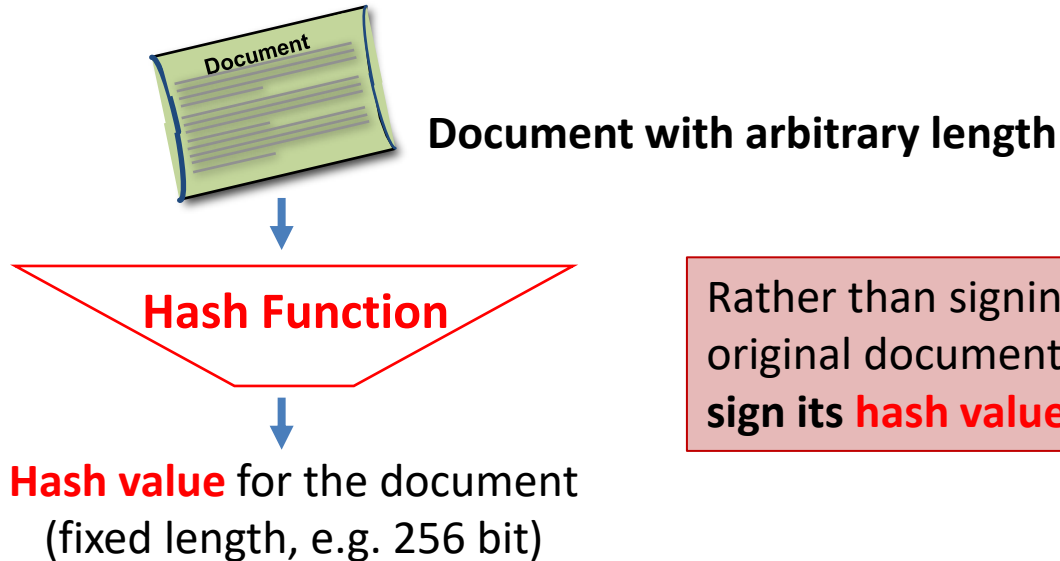 Document
Document with arbitrary length
Hash Function
Rather than signin
original document
sign its hash value
Hash value for the document
(fixed length, e.g. 256 bit)